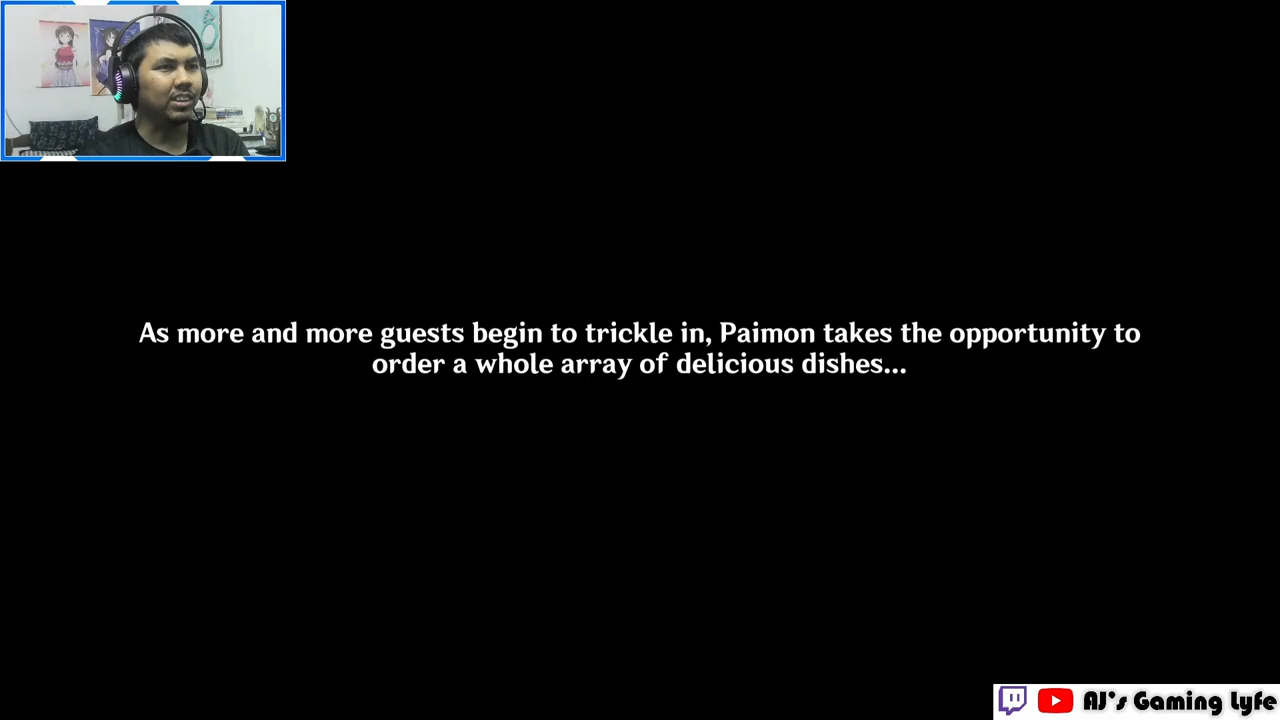 As more and more guests begin to trickle in, Paimon takes the opportunity to
order a whole array of delicious dishes...
AJ's Gaming Lyfe